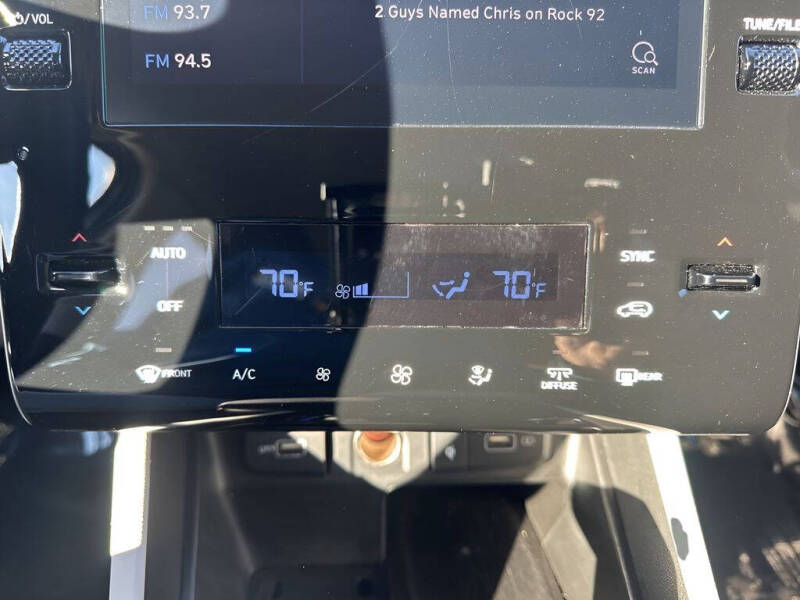 /VOL
FM 93.7
2 Guys Named Chris on Rock 92
TUNE/FILE
FM 94.5
SCAN
AUTO
SYNC
70°F
70°F
OFF
FRONT
A/C
DIFFUSE
REAR